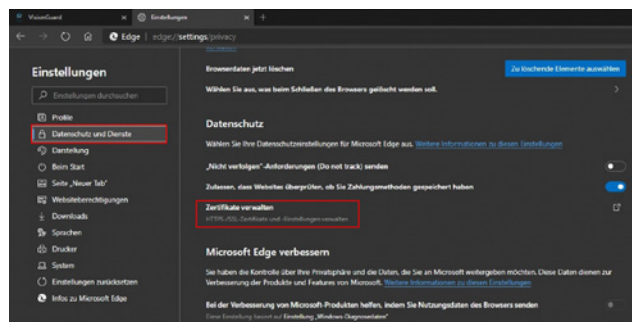 VisionGuard
Einstellungen
Edge edge://settings/privacy
Einstellungen
Einstellungen durchsuchen
Profile
Datenschutz und Dienste
Darstellung
Beim Start
Seite „Neuer Tab"
Websiteberechtigungen
Downloads
Sprachen
Drucker
System
Einstellungen zurücksetzen
Infos zu Microsoft Edge
Browserdaten jetzt löschen
Zu löschende Elemente auswählen
Wählen Sie aus, was beim Schließen des Browsers gelöscht werden soll.
Datenschutz
Wählen Sie Ihre Datenschutzeinstellungen für Microsoft Edge aus. Weitere Informationen zu diesen Einstellungen
„Nicht verfolgen"-Anforderungen (Do not track) senden
Zulassen, dass Websites überprüfen, ob Sie Zahlungsmethoden gespeichert haben
Zertifikate verwalten
HTTPS-/SSL-Zertifikate und -Einstellungen verwalten
Microsoft Edge verbessern
Sie haben die Kontrolle über Ihre Privatsphäre und die Daten, die Sie an Microsoft weitergeben möchten. Diese Daten dienen zur
Verbesserung der Produkte und Features von Microsoft. Weitere Informationen zu diesen Einstellungen
Bei der Verbesserung von Microsoft-Produkten helfen, indem Sie Nutzungsdaten des Browsers senden
Diese Einstellung basiert auf Einstellung „Windows-Diagnosedaten"